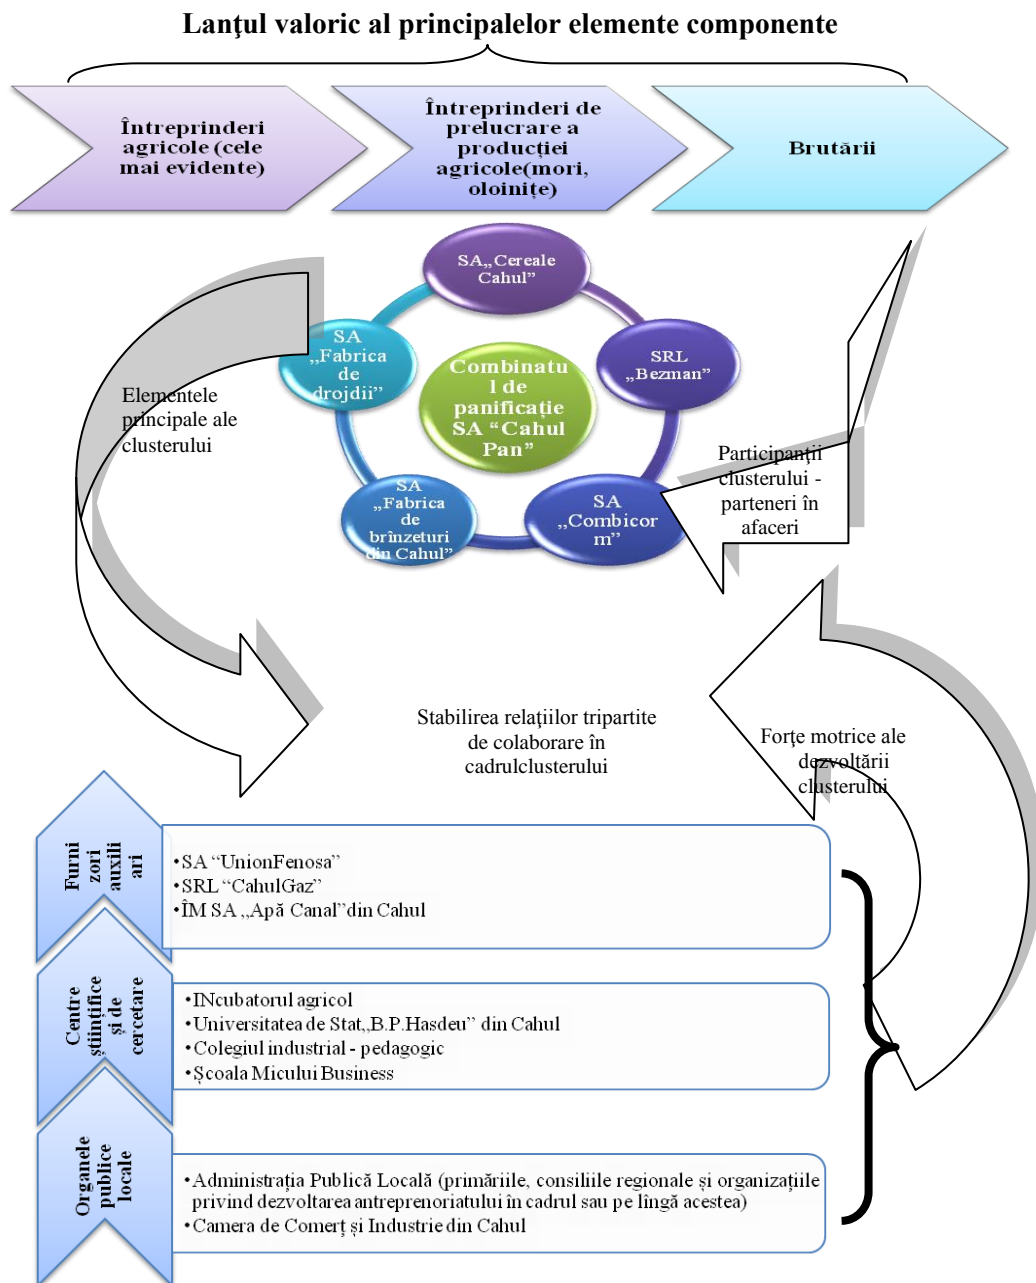 Lanţul valoric al principalelor elemente componente
Întreprinderi
agricole (cele
mai evidente)
Întreprinderi de
prelucrare a
producției
agricole(mori,
oloinițe)
Brutării
SA„Cereale
Cahul”
SA
„Fabrica
de
drojdii”
SRL
„Bezman”
Combinatu
l de
panificație
SA “Cahul
Pan”
SA
„Fabrica
de
brînzeturi
din Cahul”
SA
„Combicor
m”
Elementele
principale ale
clusterului
Participanţii
clusterului -
parteneri în
afaceri
Stabilirea relaţiilor tripartite
de colaborare în
cadrulclusterului
Forţe motrice ale
dezvoltării
clusterului
Furni
zori
auxili
ari
•SA “UnionFenosa”
•SRL “CahulGaz”
•ÎM SA „Apă Canal”din Cahul
Centre
științifice
și de
cercetare
•INcubatorul agricol
•Universitatea de Stat„B.P.Hasdeu” din Cahul
•Colegiul industrial - pedagogic
•Școala Micului Business
Organele
publice
locale
•Administrația Publică Locală (primăriile, consiliile regionale și organizațiile
privind dezvoltarea antreprenoriatului în cadrul sau pe lîngă acestea)
•Camera de Comerț și Industrie din Cahul